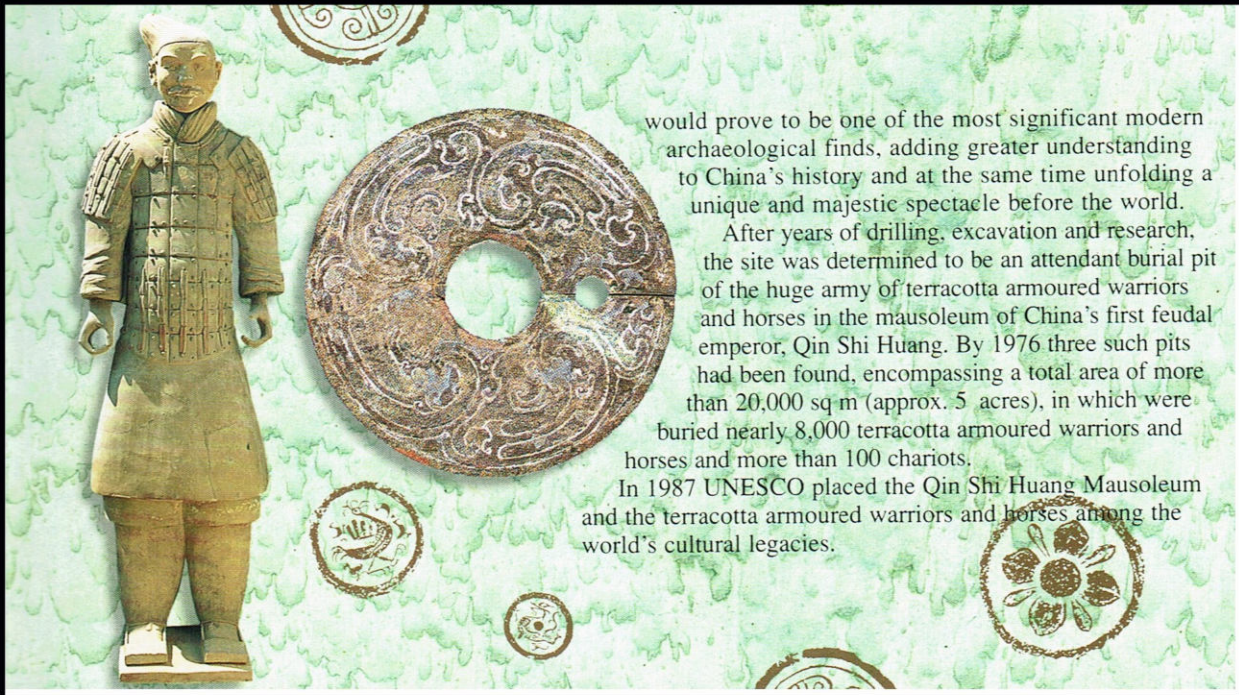 would prove to be one of the most significant modern
archaeological finds, adding greater understanding
to China's history and at the same time unfolding a
unique and majestic spectacle before the world.
After years of drilling, excavation and research,
the site was determined to be an attendant burial pit
of the huge army of terracotta armoured warriors
and horses in the mausoleum of China's first feudal
emperor, Qin Shi Huang. By 1976 three such pits
had been found, encompassing a total area of more
than 20,000 sq m (approx. 5 acres), in which were
buried nearly 8,000 terracotta armoured warriors and
horses and more than 100 chariots.
In 1987 UNESCO placed the Qin Shi Huang Mausoleum
and the terracotta armoured warriors and horses among the
world's cultural legacies.